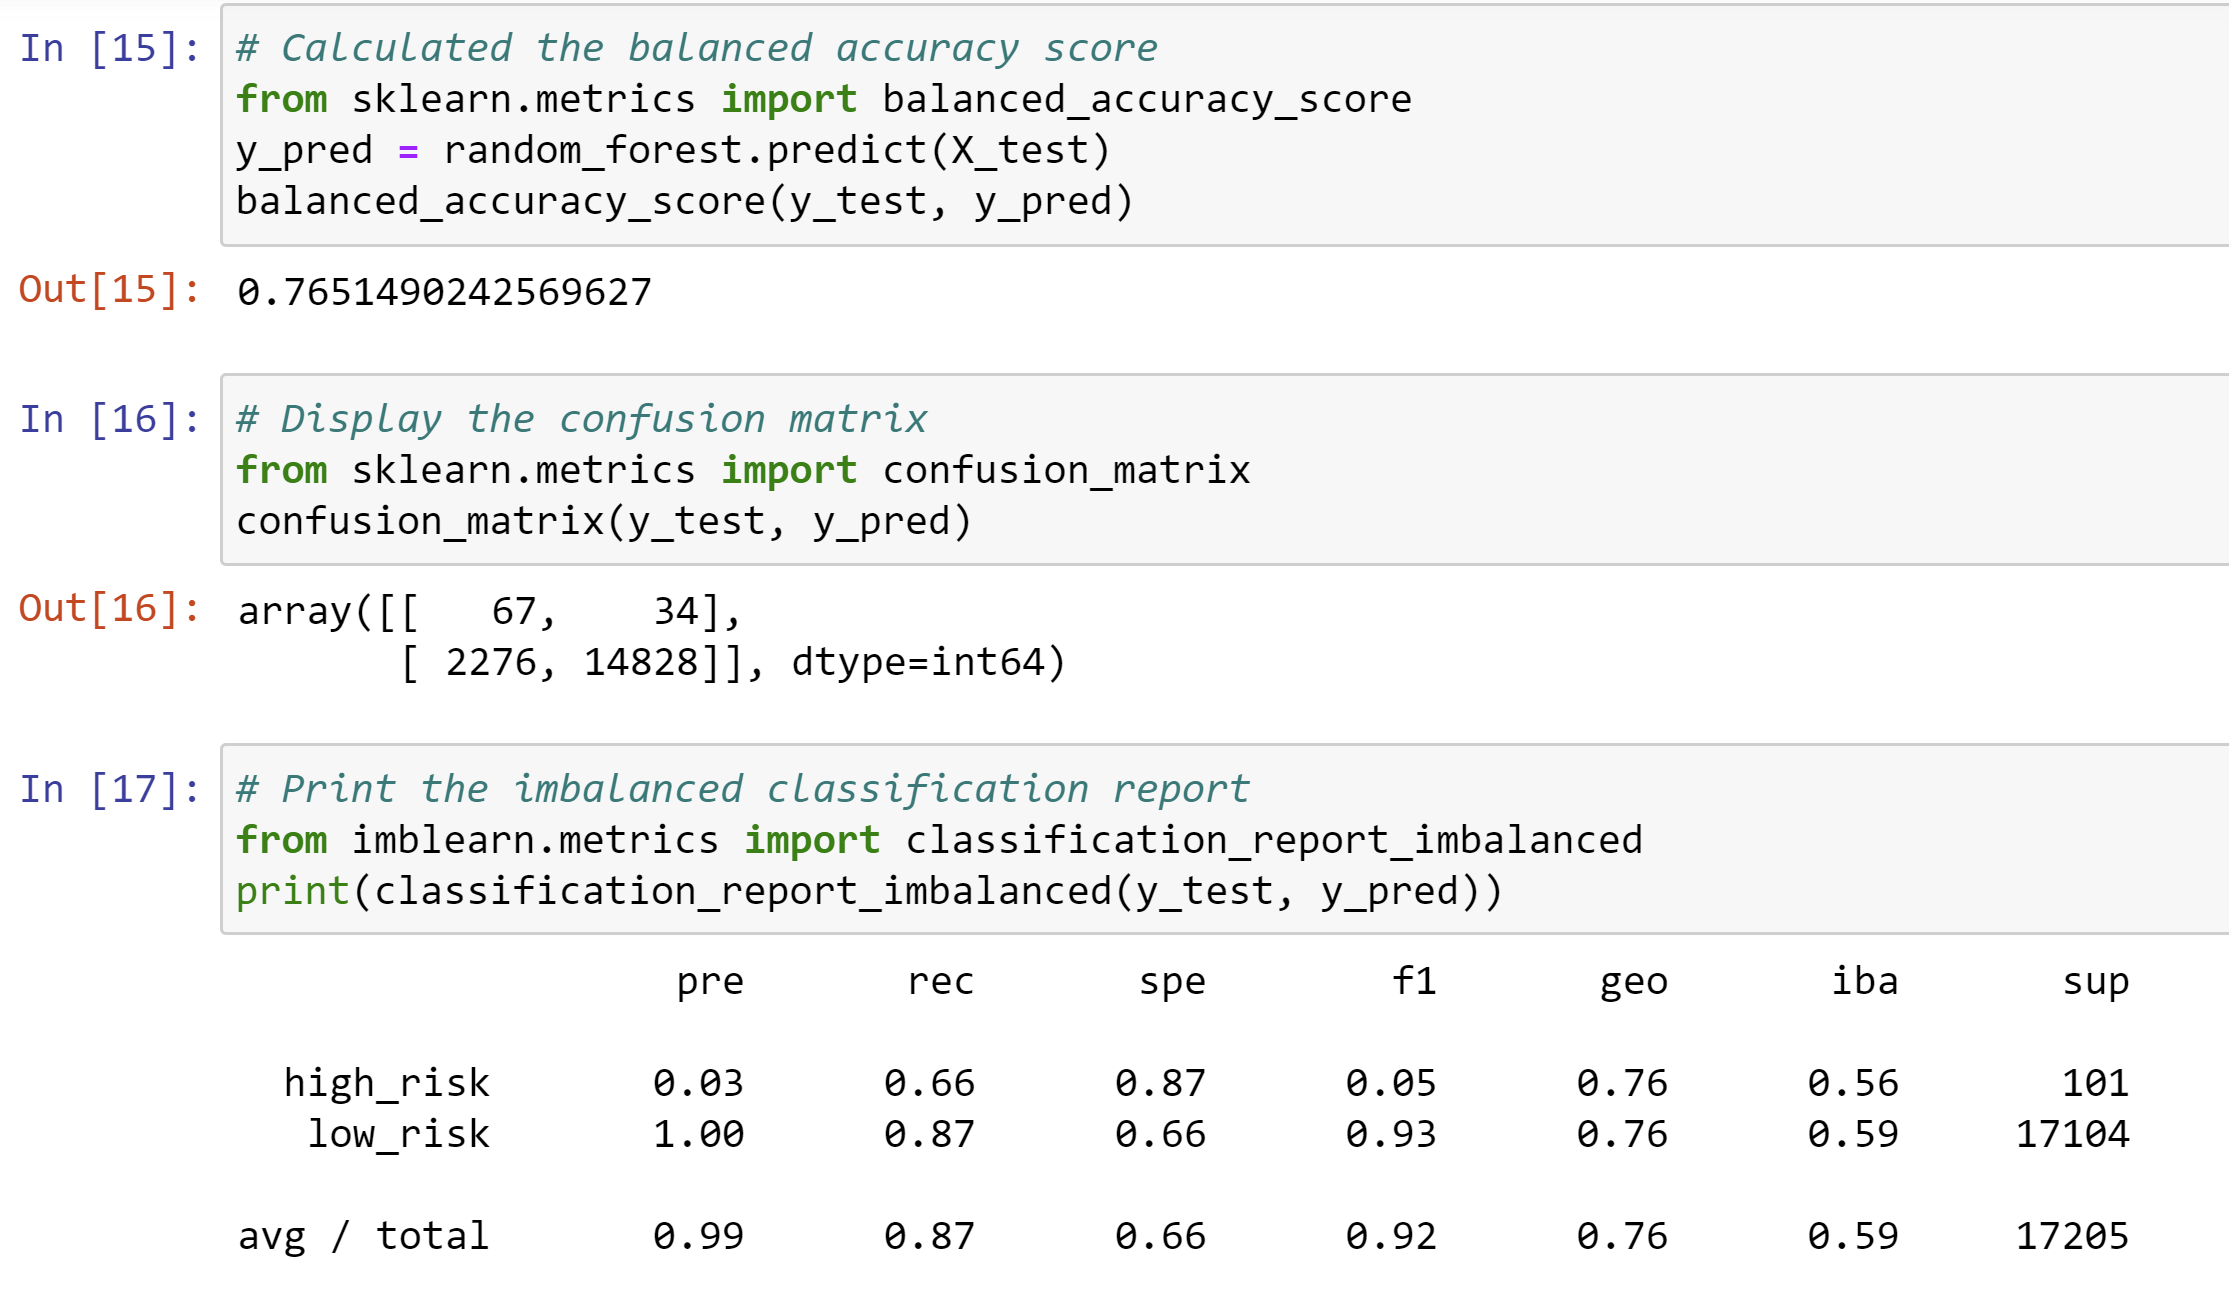 In [15]: # Calculated the balanced accuracy score
from sklearn.metrics import balanced_accuracy_score
y_pred = random_forest.predict(X_test)
balanced_accuracy_score(y_test, y_pred)
Out[15]: 0.7651490242569627
In [16]: # Display the confusion matrix
from sklearn.metrics import confusion_matrix
confusion_matrix(y_test, y_pred)
Out[16]: array([[   67,    34],
       [ 2276, 14828]], dtype=int64)
In [17]: # Print the imbalanced classification report
from imblearn.metrics import classification_report_imbalanced
print(classification_report_imbalanced(y_test, y_pred))
pre rec spe f1 geo iba sup
high_risk 0.03 0.66 0.87 0.05 0.76 0.56 101
low_risk 1.00 0.87 0.66 0.93 0.76 0.59 17104
avg / total 0.99 0.87 0.66 0.92 0.76 0.59 17205